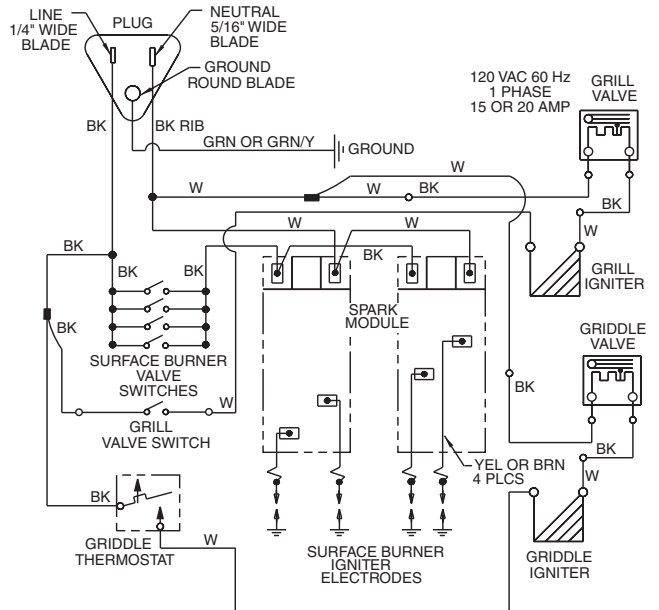 LINE
1/4" WIDE
BLADE
PLUG
NEUTRAL
5/16" WIDE
BLADE
GROUND
ROUND BLADE
120 VAC 60 Hz
1 PHASE
15 OR 20 AMP
GRILL
VALVE
BK
BK RIB
GRN OR GRN/Y
GROUND
W
W
W
BK
BK
W
BK
W
W
BK
BK
BK
GRILL
IGNITER
SPARK
MODULE
BK
SURFACE BURNER
VALVE
SWITCHES
GRIDDLE
VALVE
W
GRILL
VALVE SWITCH
BK
BK
W
YEL OR BRN
4 PLCS
BK
GRIDDLE
THERMOSTAT
W
SURFACE BURNER
IGNITER
ELECTRODES
GRIDDLE
IGNITER